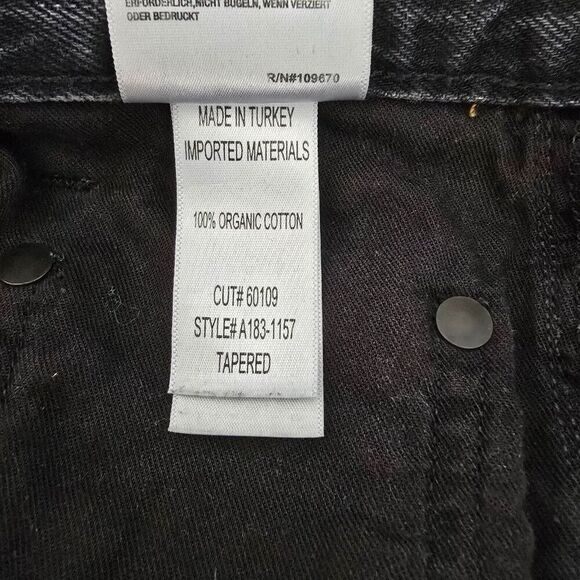 ERFORDERLICH,NICHT BÜGELN, WENN VERZIERT
ODER BEDRUCKT
R/N#109670
MADE IN TURKEY
IMPORTED MATERIALS
100% ORGANIC COTTON
CUT# 60109
STYLE# A183-1157
TAPERED